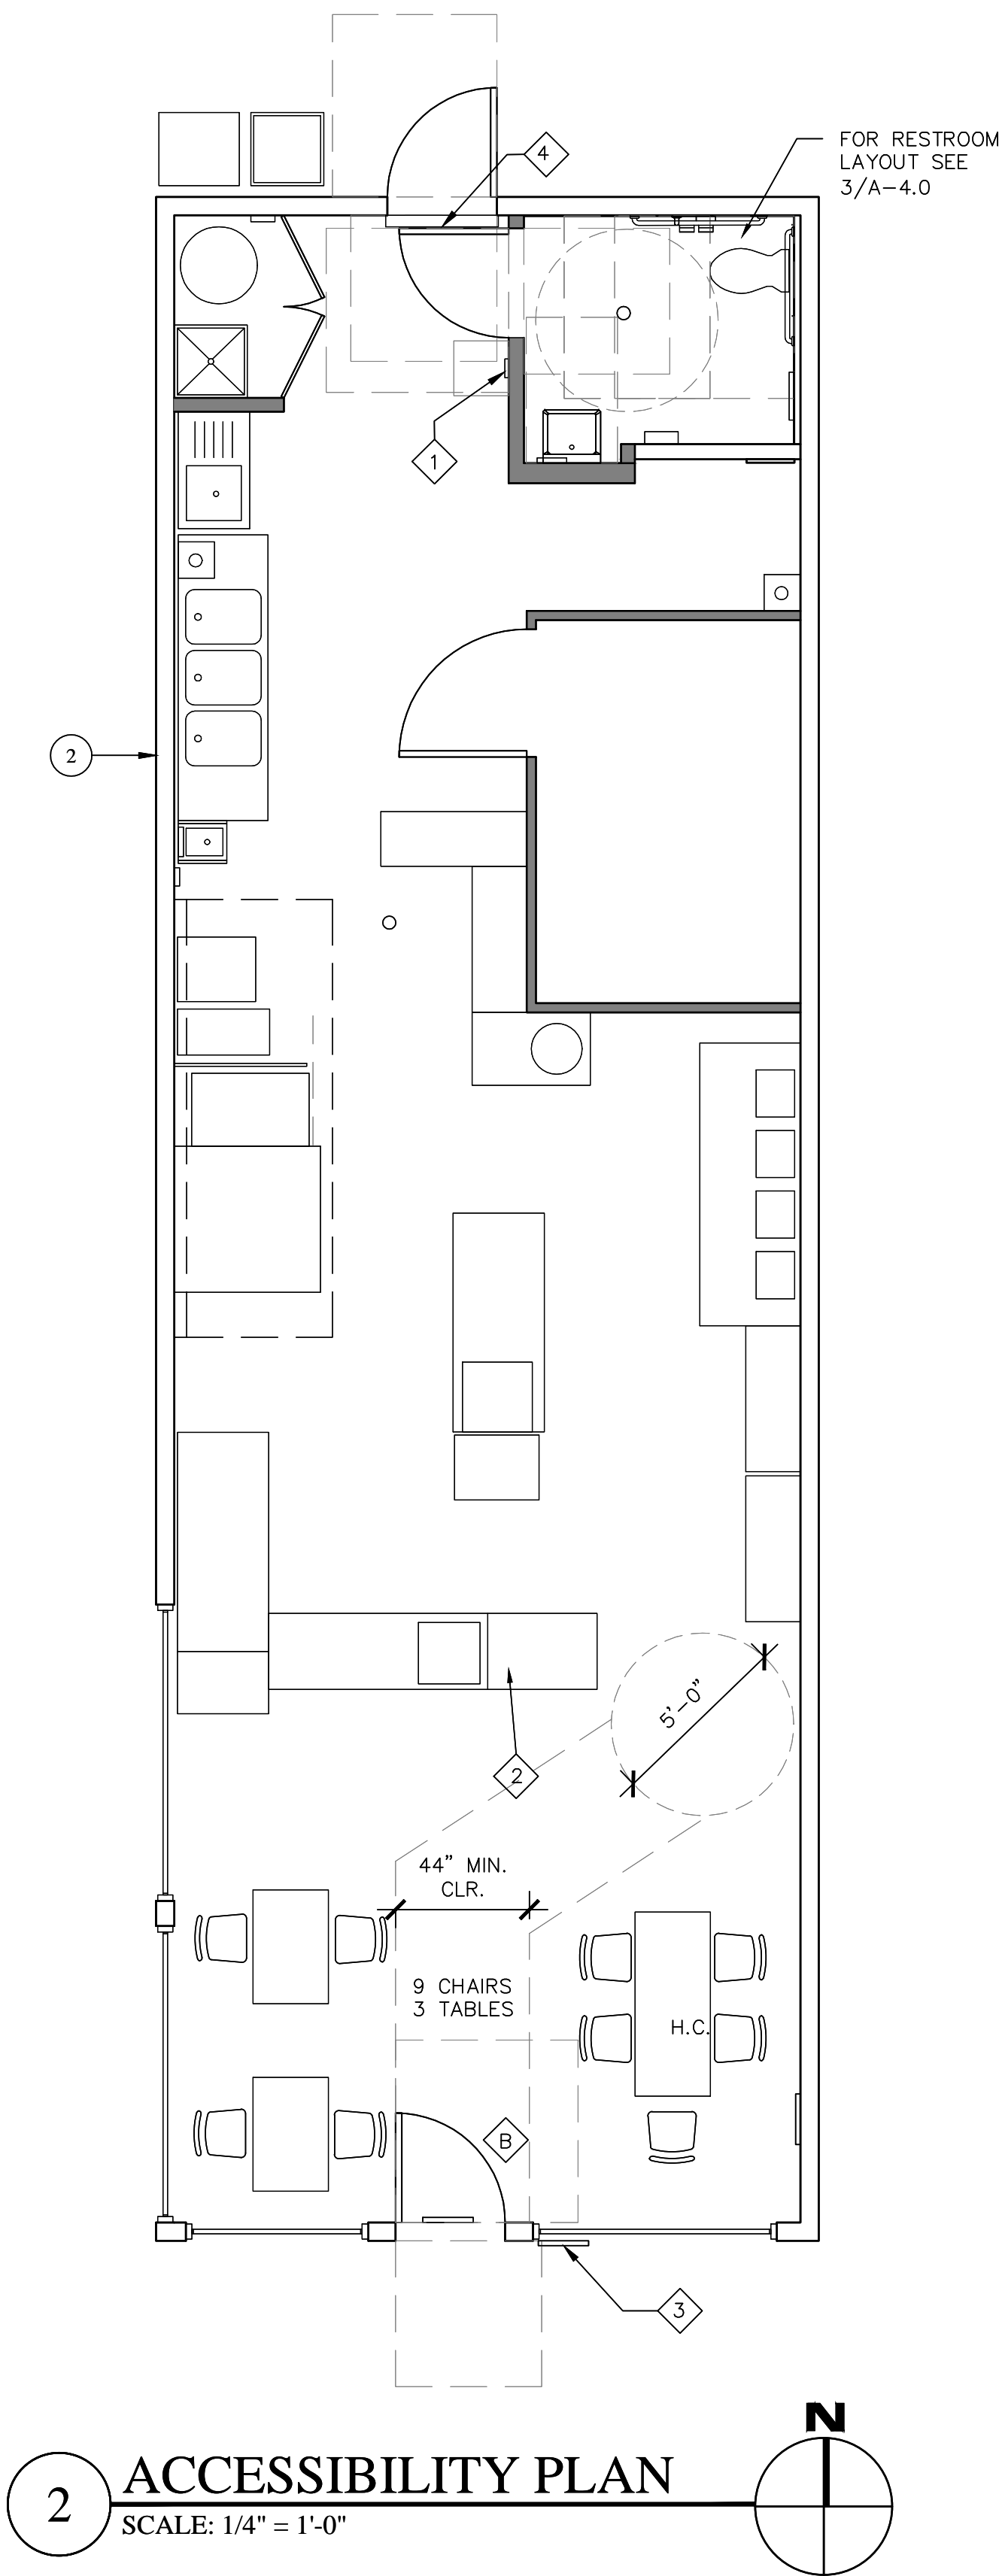 4
FOR RESTROOM
LAYOUT SEE
3/A-4.0
1
2
5'-0"
2
44" MIN.
CLR.
9 CHAIRS
3 TABLES
H.C.
B
3
N
2
ACCESSIBILITY PLAN
SCALE: 1/4" = 1'-0"